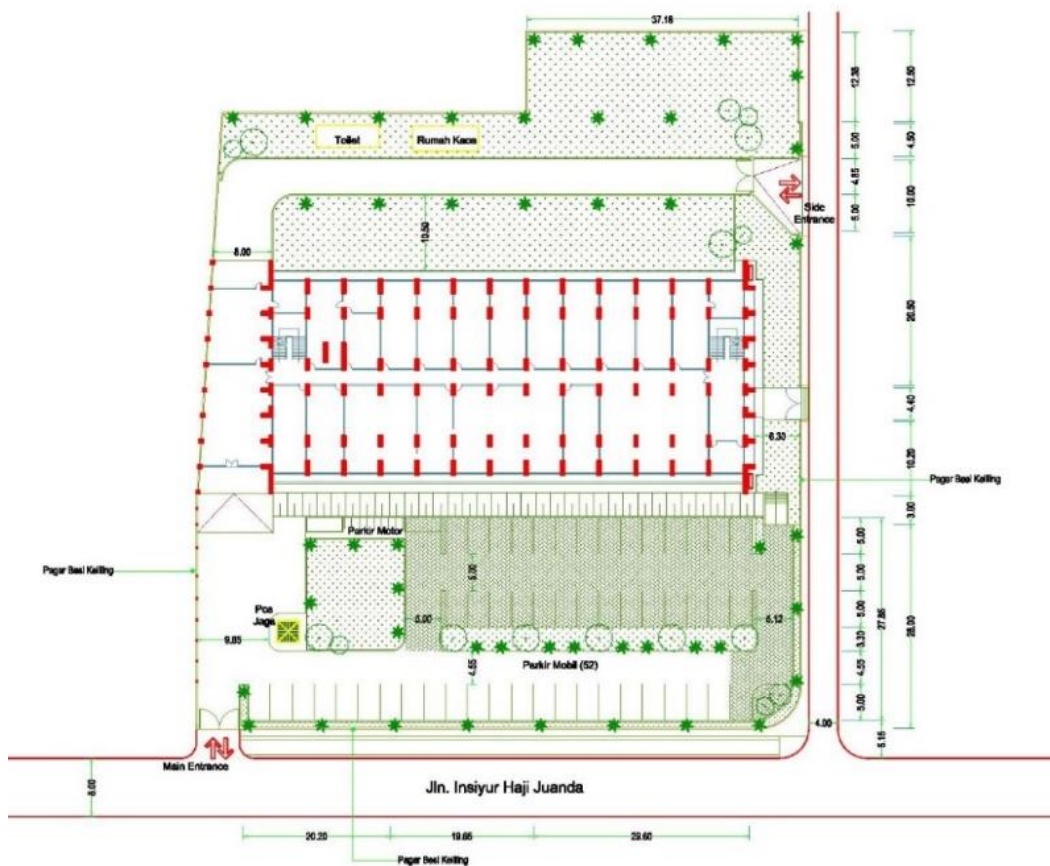 37.18
12.38
12.50
Toilet
Rumah Kaca
5.00
4.50
4.85
10.00
Side
Entrance
5.00
10.50
8.00
20.50
4.40
6.30
10.20
Pagar Besi Keliling
3.00
Parkir Motor
5.00
5.00
5.00
Pagar Besi Keliling
Pos
Jaga
5.00
5.00
5.12
27.85
28.00
9.85
3.30
Parkir Mobil (52)
4.55
4.55
5.00
4.00
5.15
Main Entrance
Jln. Insiyur Haji Juanda
8.00
20.20
19.65
29.60
Pagar Besi Keliling